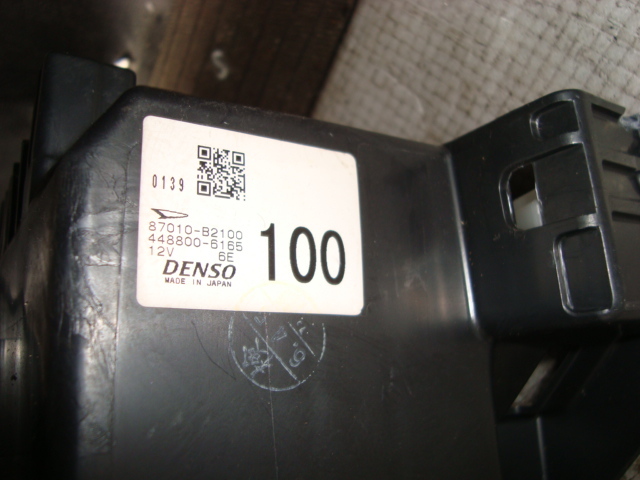 0139
87010-B2100
448800-6165
12V 6E
DENSO
MADE IN JAPAN
100